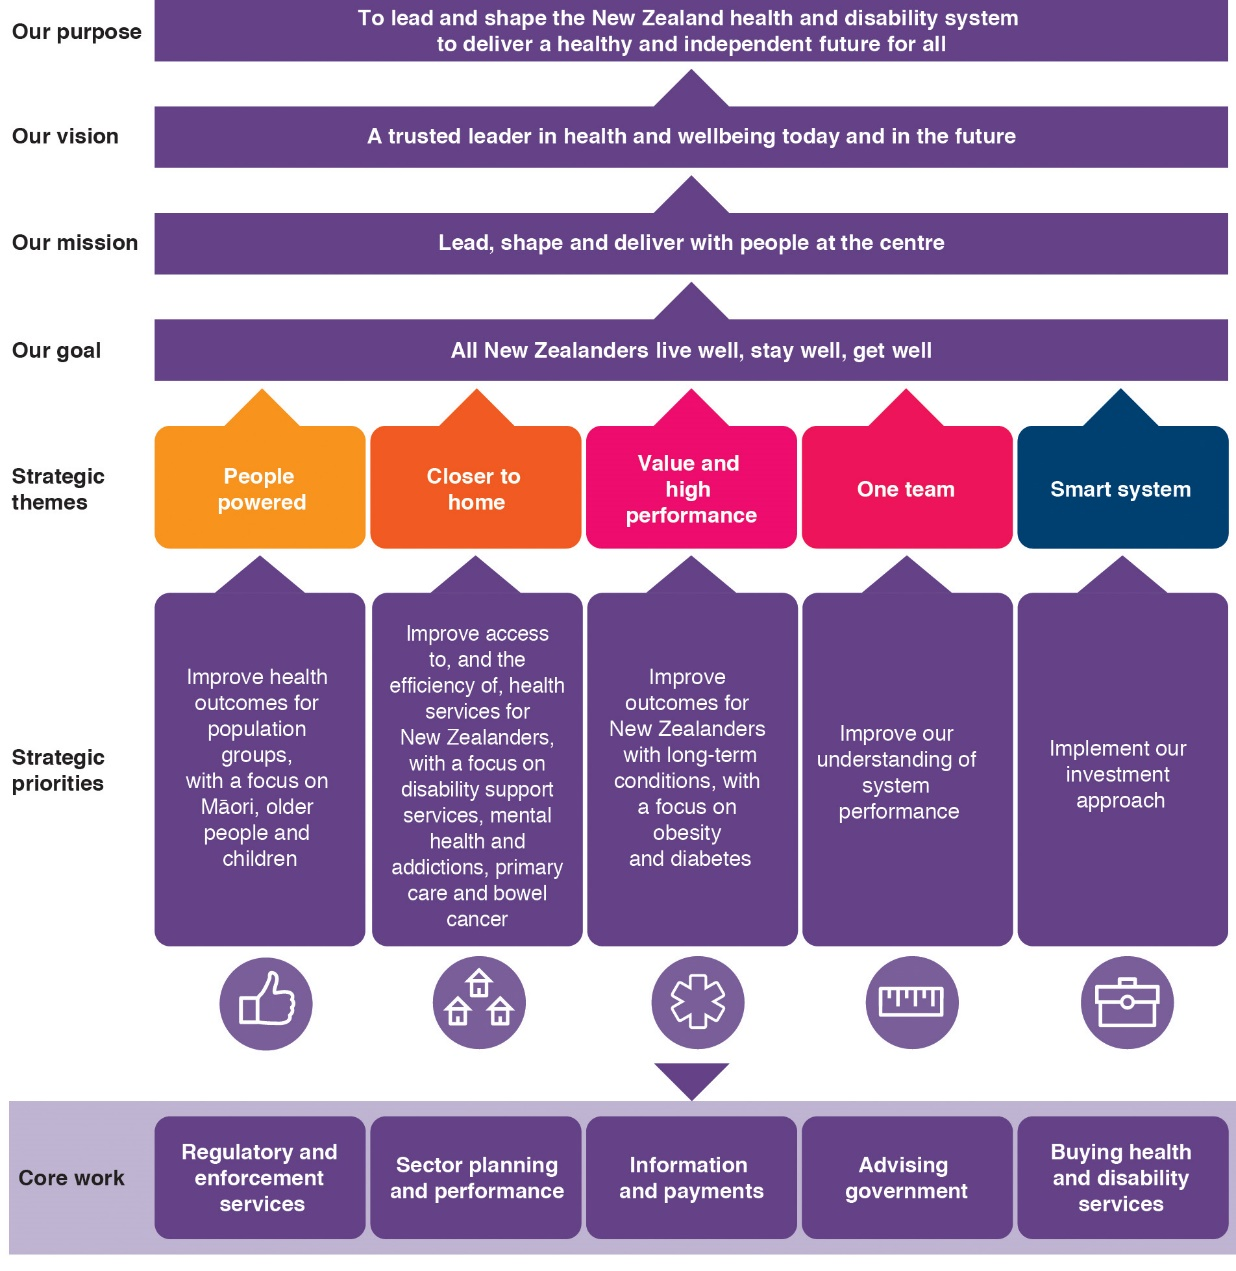 Our purpose
To lead and shape the New Zealand health and disability system
to deliver a healthy and independent future for all
Our vision
A trusted leader in health and wellbeing today and in the future
Our mission
Lead, shape and deliver with people at the centre
Our goal
All New Zealanders live well, stay well, get well
Strategic
themes
People
powered
Closer to
home
Value and
high
performance
One team
Smart system
Strategic
priorities
Improve health
outcomes for
population
groups,
with a focus on
Māori, older
people and
children
Improve access
to, and the
efficiency of, health
services for
New Zealanders,
with a focus on
disability support
services, mental
health and
addictions, primary
care and bowel
cancer
Improve
outcomes for
New Zealanders
with long-term
conditions, with
a focus on
obesity
and diabetes
Improve our
understanding of
system
performance
Implement our
investment
approach
Core work
Regulatory and
enforcement
services
Sector planning
and performance
Information
and payments
Advising
government
Buying health
and disability
services